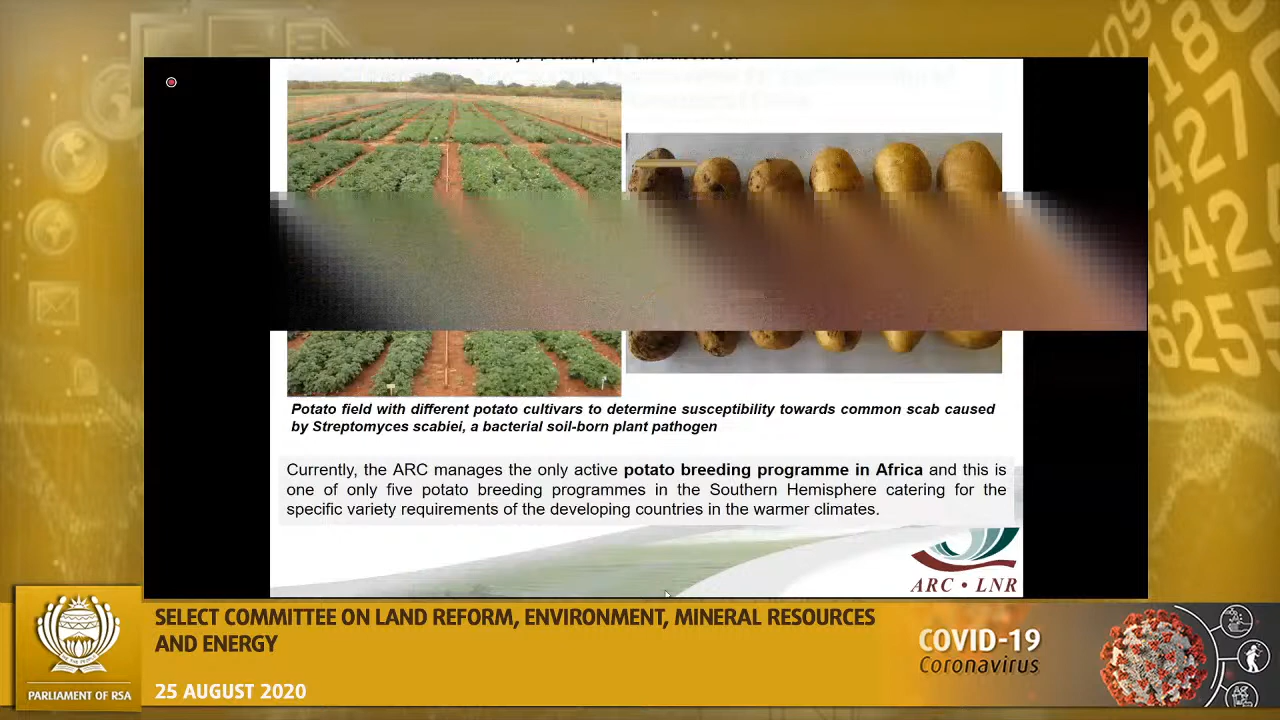 Potato field with different potato cultivars to determine susceptibility towards common scab caused
by Streptomyces scabiei, a bacterial soil-born plant pathogen
Currently, the ARC manages the only active potato breeding programme in Africa and this is
one of only five potato breeding programmes in the Southern Hemisphere catering for the
specific variety requirements of the developing countries in the warmer climates.
ARC • LNR
SELECT COMMITTEE ON LAND REFORM, ENVIRONMENT, MINERAL RESOURCES
AND ENERGY
25 AUGUST 2020
PARLIAMENT OF RSA
COVID-19
Coronavirus